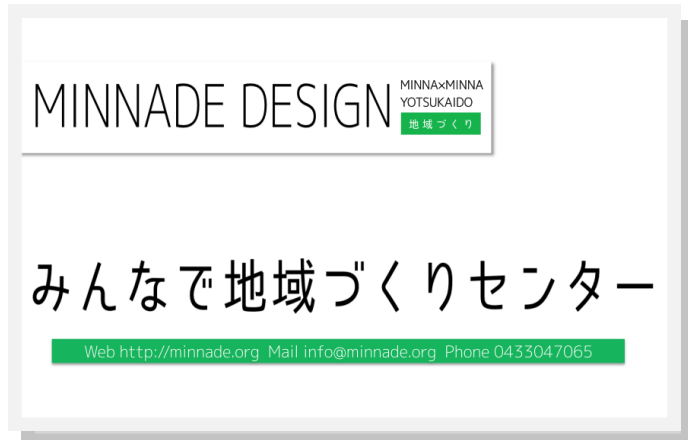 MINNADE DESIGN
MINNA×MINNA
YOTSUKAIDO
地域づくり
みんなで地域づくりセンター
Web http://minnade.org Mail info@minnade.org Phone 0433047065